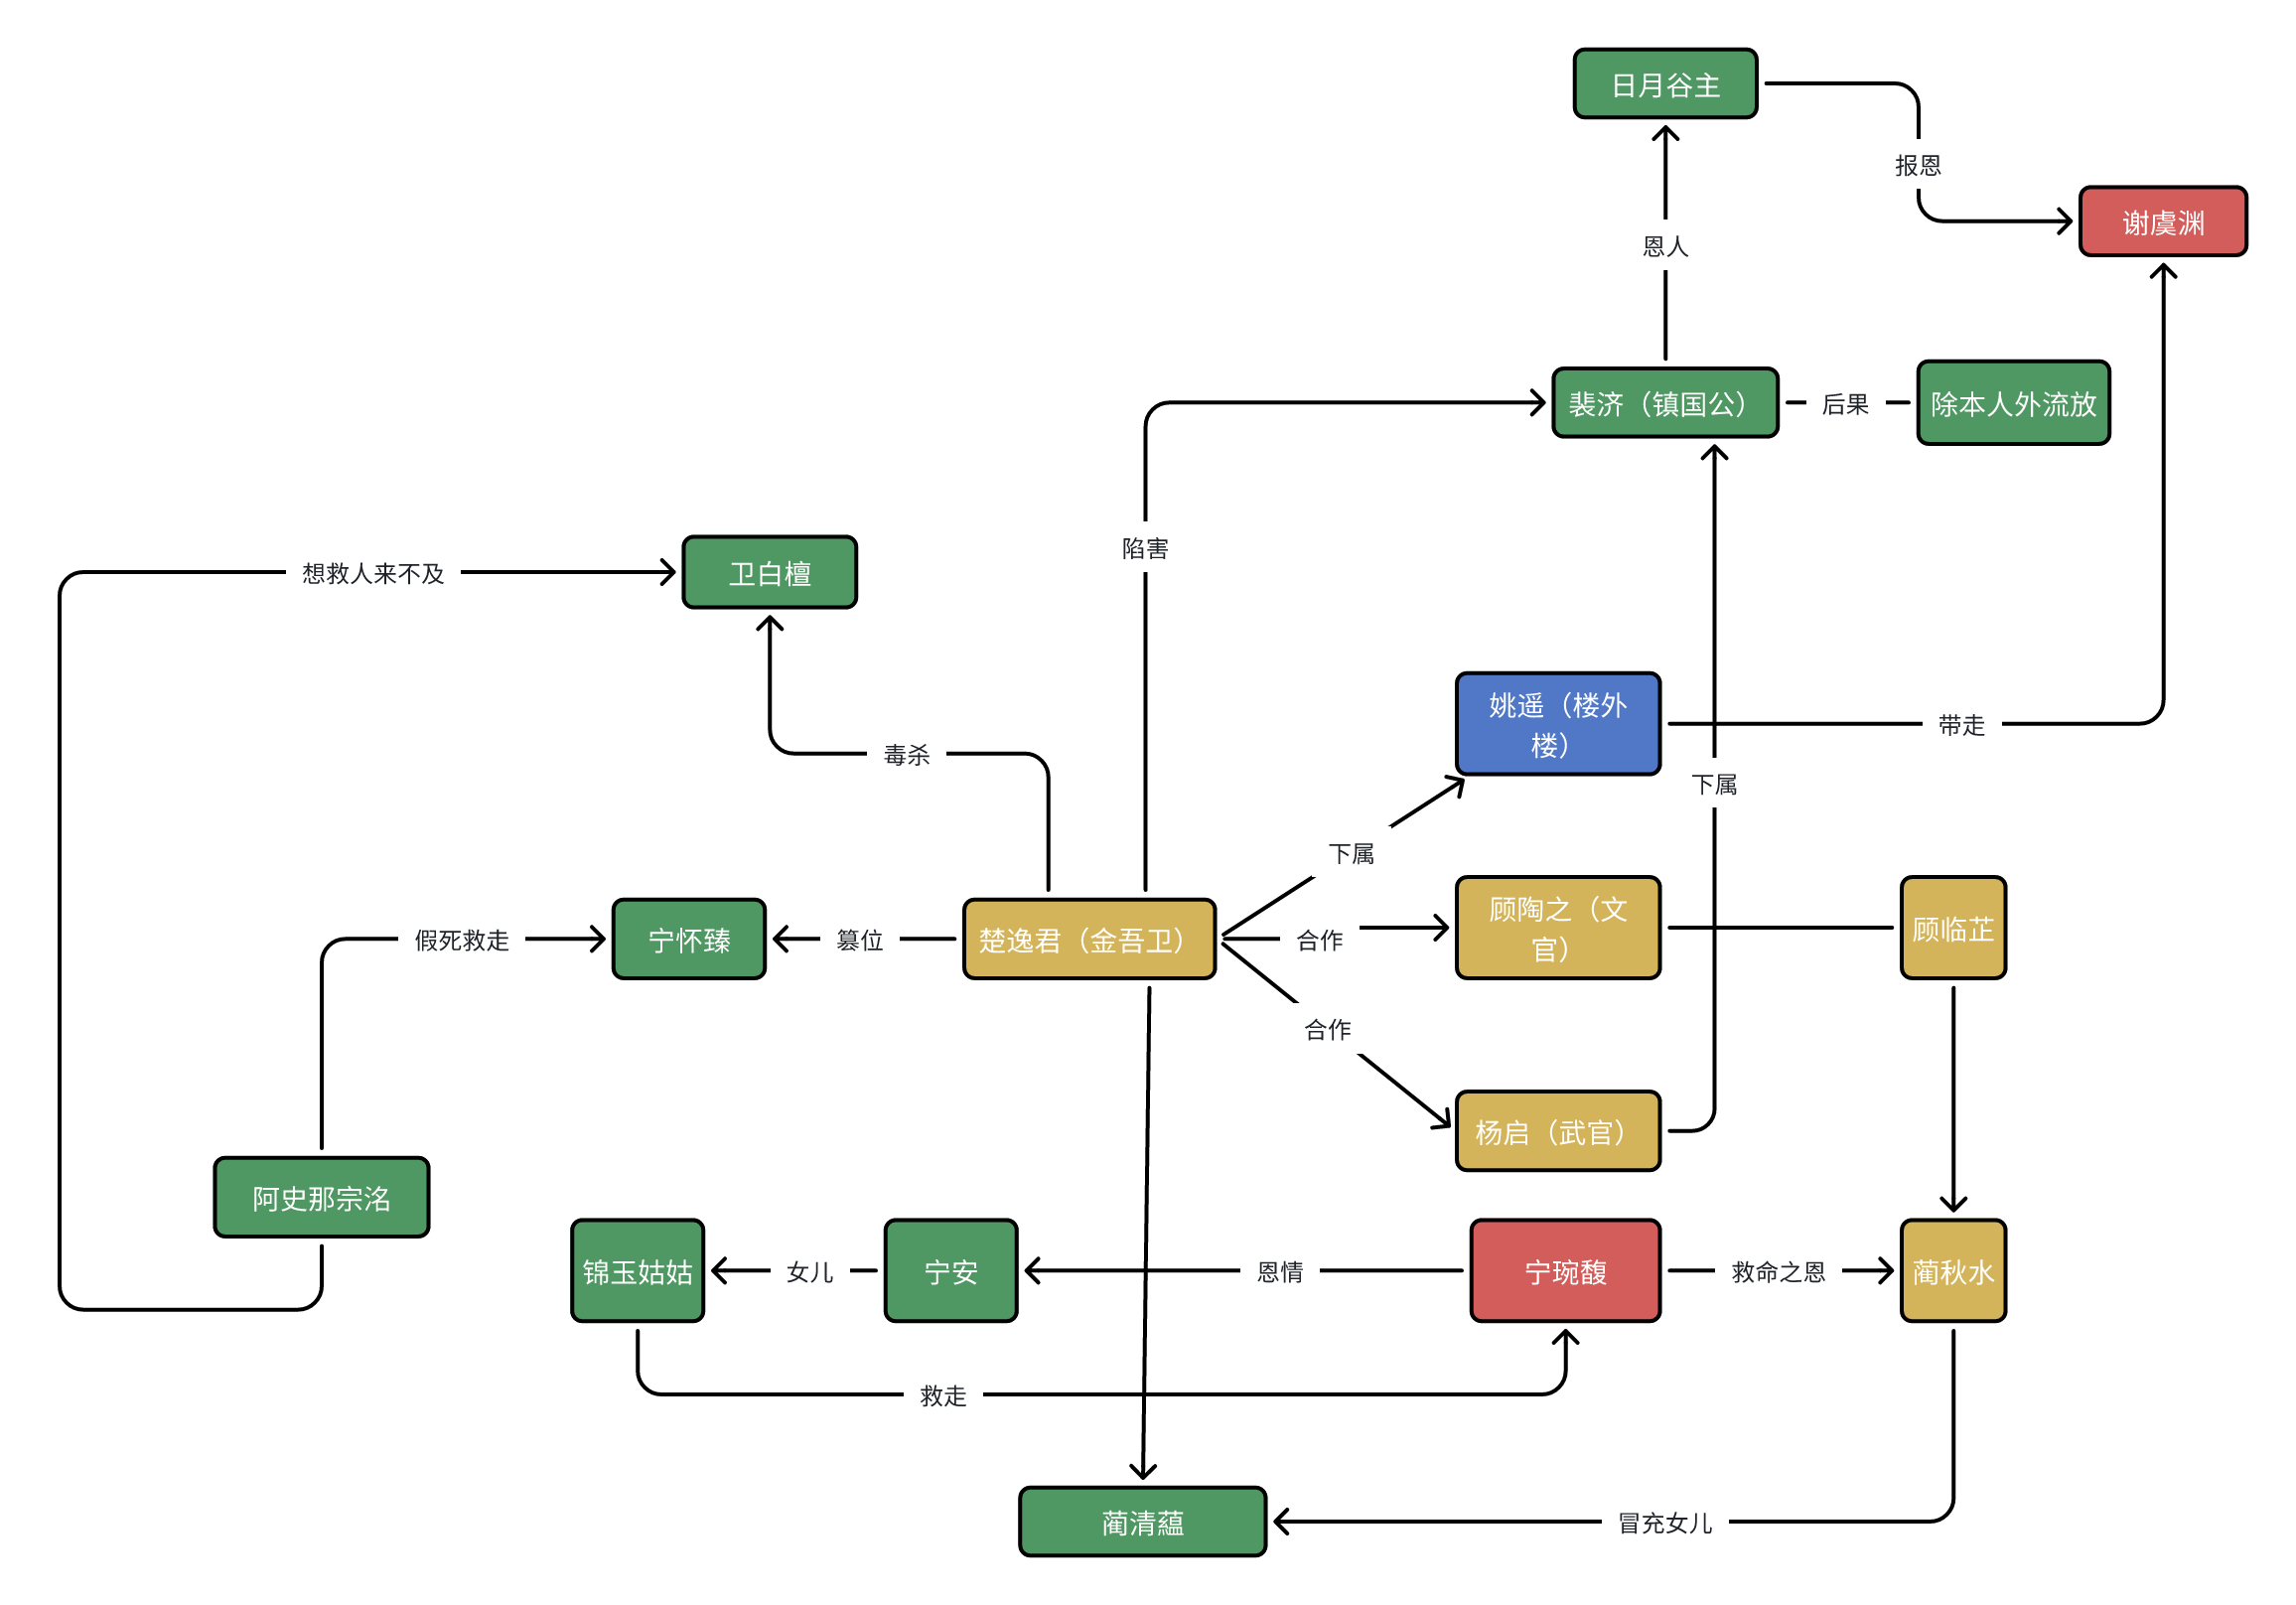 日月谷主
报恩
谢虞渊
恩人
裴济（镇国公）
后果
除本人外流放
陷害
想救人来不及
卫白檀
姚遥（楼外
楼）
带走
毒杀
下属
下属
假死救走
宁怀臻
篡位
楚逸君（金吾卫）
合作
顾陶之（文
官）
顾临芷
合作
杨启（武官）
阿史那宗洺
锦玉姑姑
女儿
宁安
恩情
宁琬馥
救命之恩
蔺秋水
救走
蔺清蕴
冒充女儿